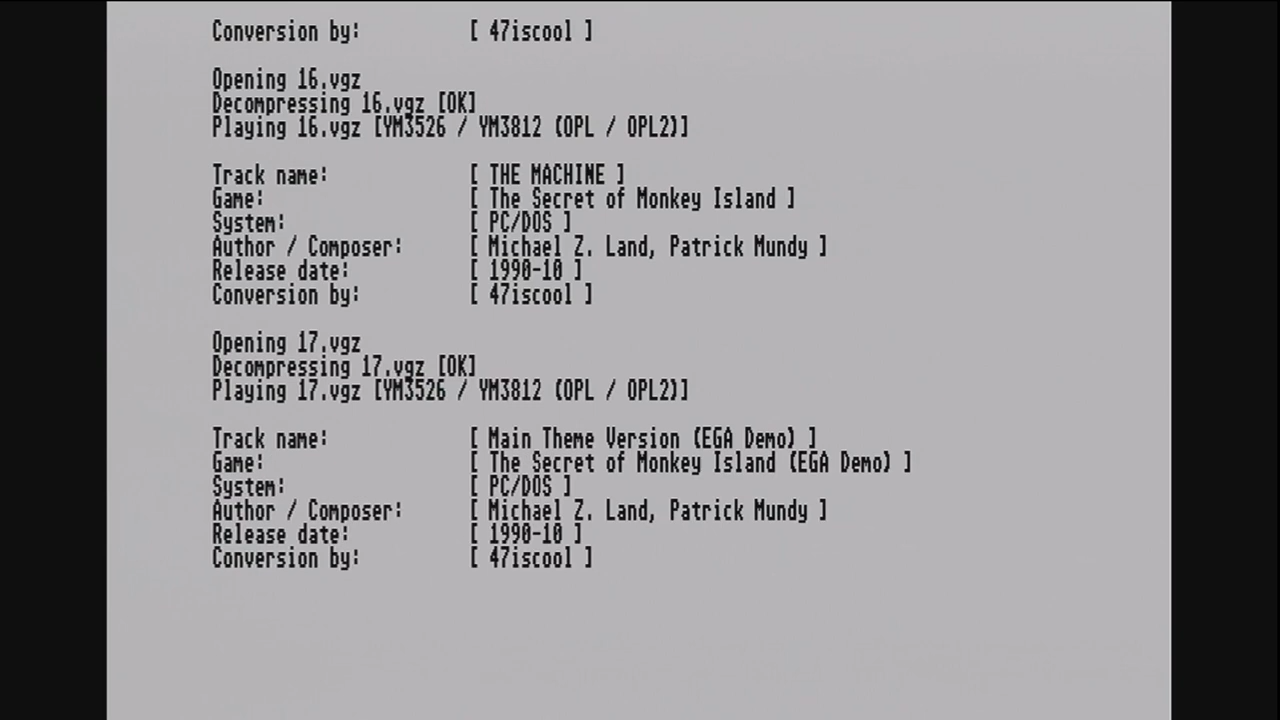 Conversion by: [ 47iscool ]
Opening 16.vgz
Decompressing 16.vgz [OK]
Playing 16.vgz [YM3526 / YM3812 (OPL / OPL2)]
Track name: [ THE MACHINE ]
Game: [ The Secret of Monkey Island ]
System: [ PC/DOS ]
Author / Composer: [ Michael Z. Land, Patrick Mundy ]
Release date: [ 1990-10 ]
Conversion by: [ 47iscool ]
Opening 17.vgz
Decompressing 17.vgz [OK]
Playing 17.vgz [YM3526 / YM3812 (OPL / OPL2)]
Track name: [ Main Theme Version (EGA Demo) ]
Game: [ The Secret of Monkey Island (EGA Demo) ]
System: [ PC/DOS ]
Author / Composer: [ Michael Z. Land, Patrick Mundy ]
Release date: [ 1990-10 ]
Conversion by: [ 47iscool ]